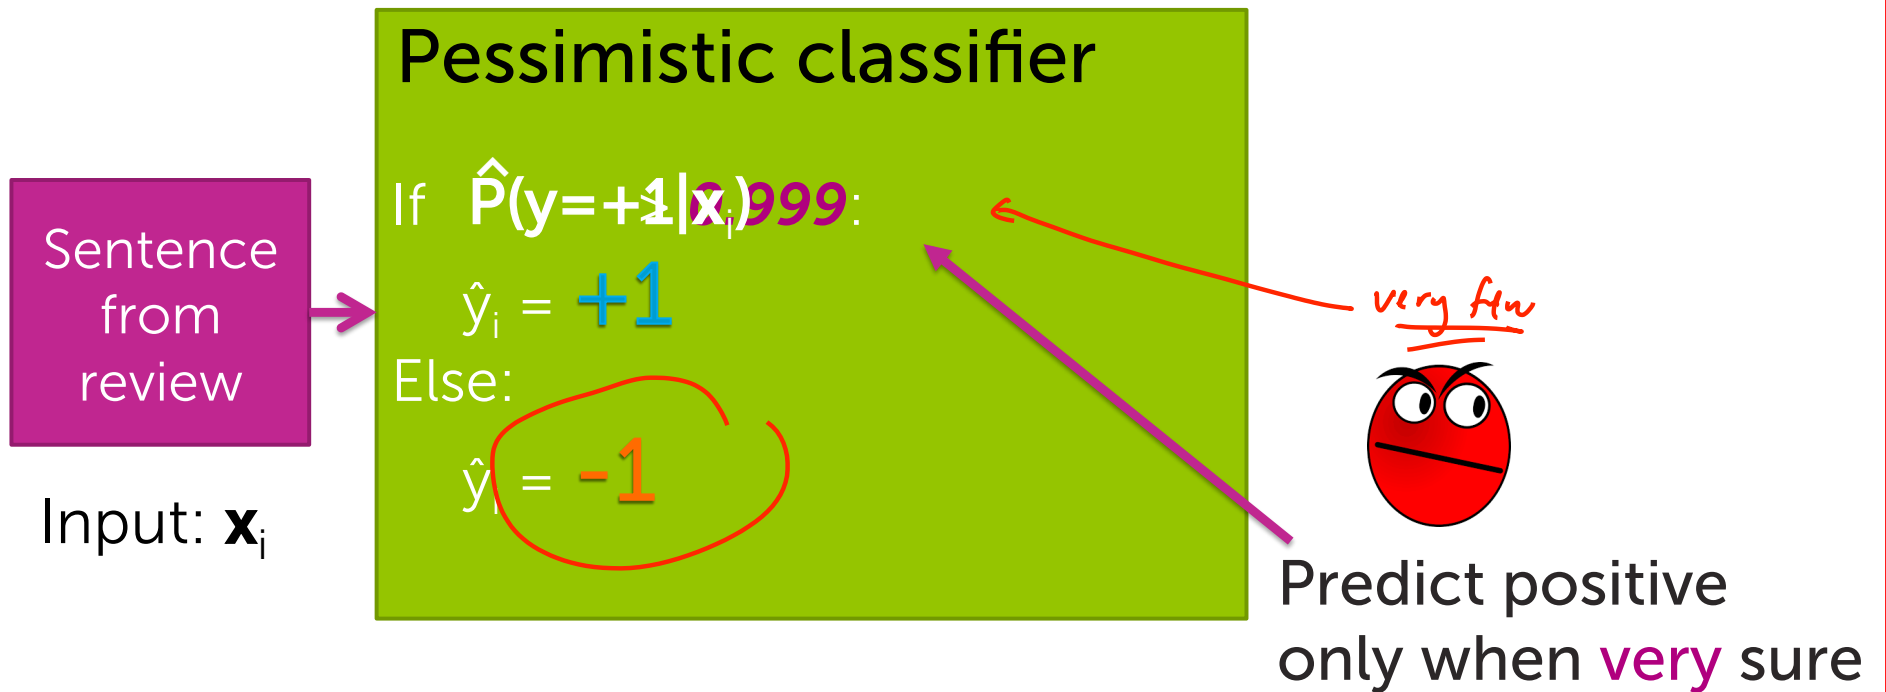 Pessimistic classifier
Sentence
from
review
Input: xᵢ
If P̂(y=+1|xᵢ) > 0.999:
ŷᵢ = +1
Else:
ŷᵢ = -1
very few
Predict positive
only when very sure